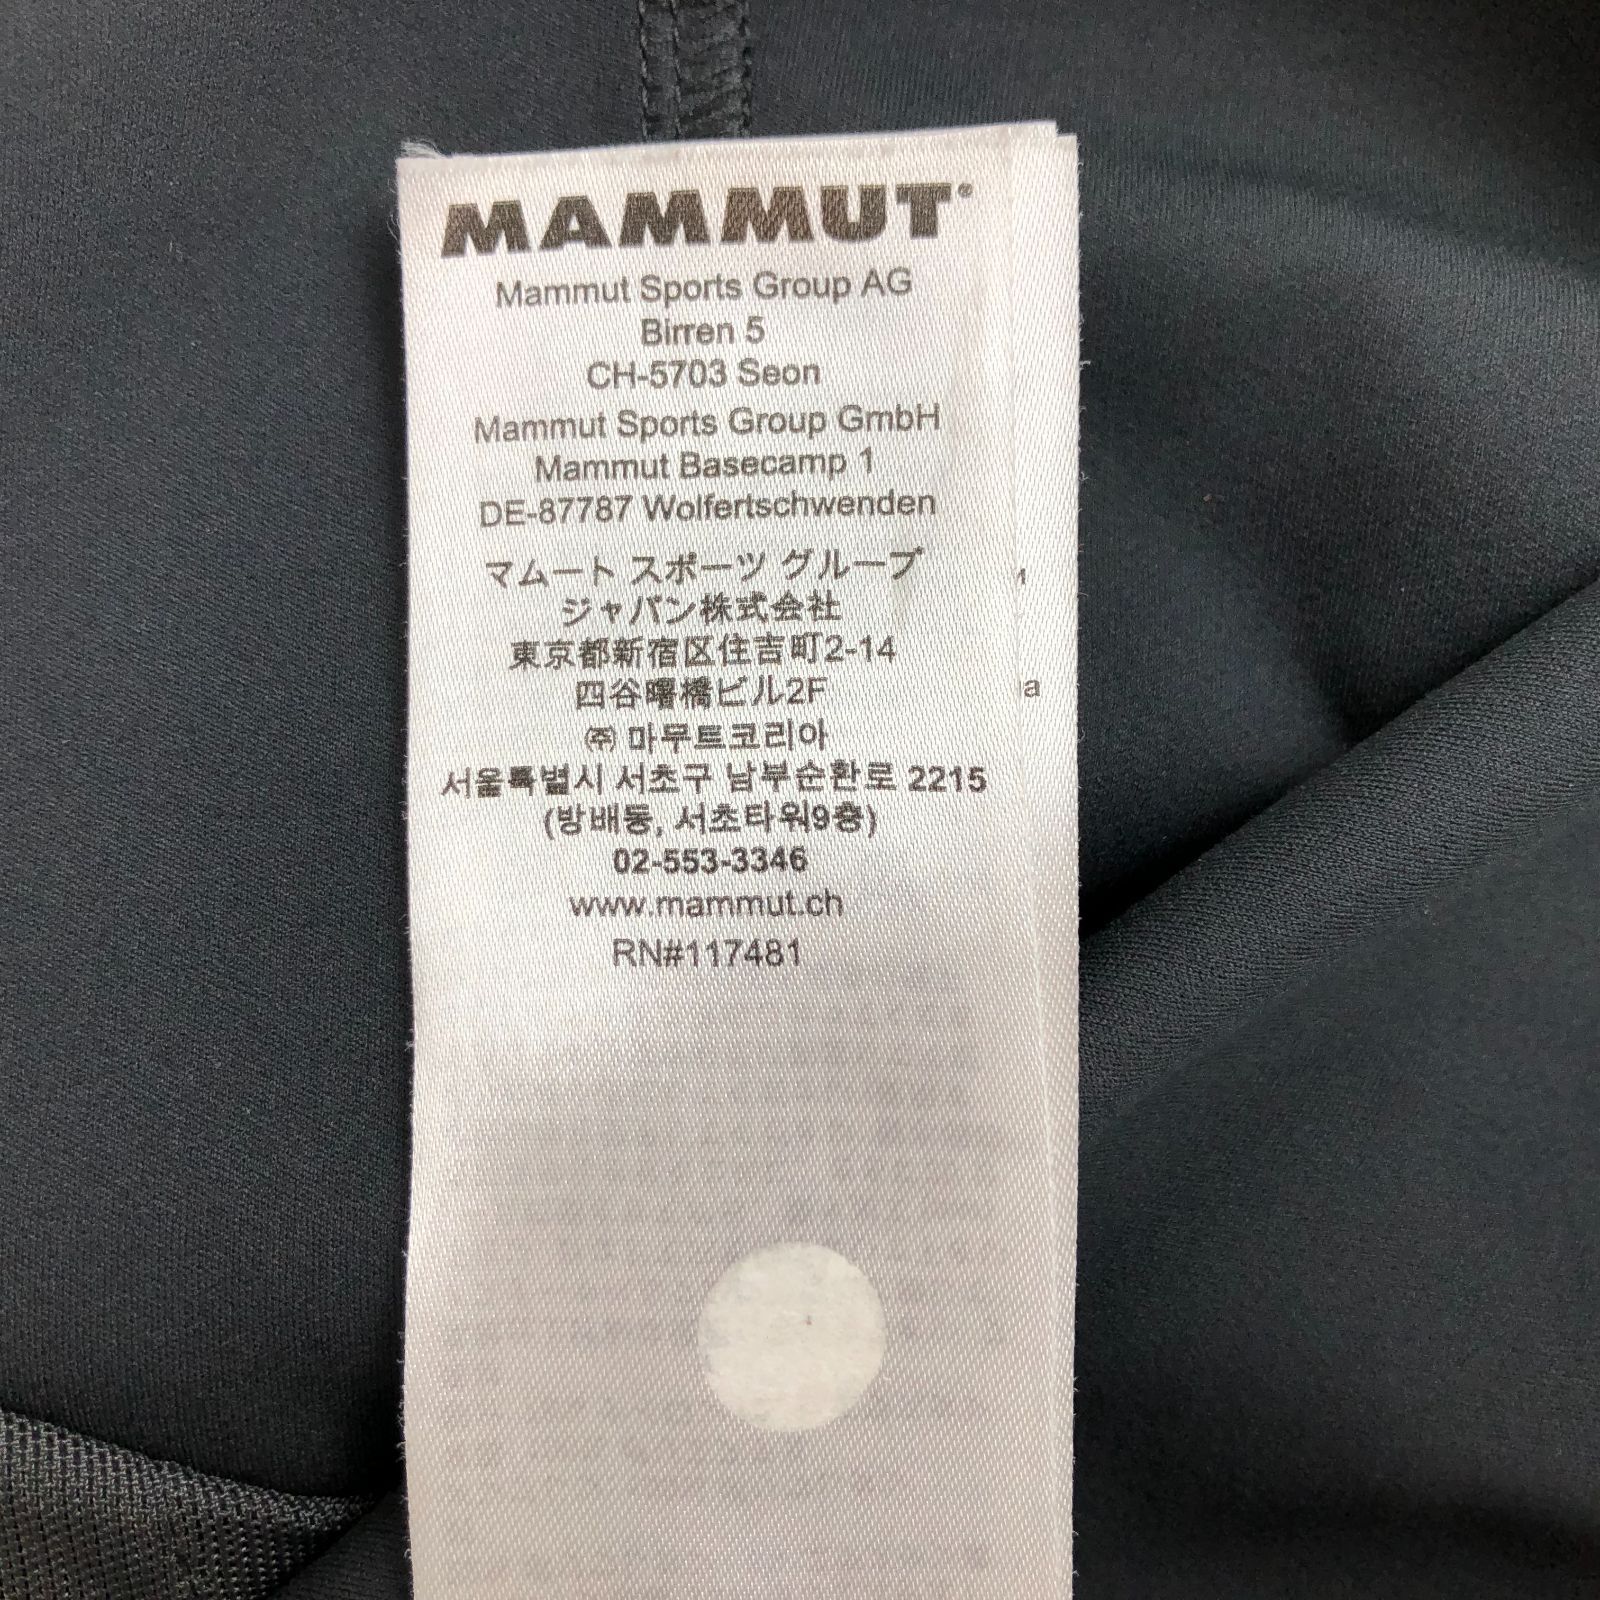 MAMMUT®
Mammut Sports Group AG
Birren 5
CH-5703 Seon
Mammut Sports Group GmbH
Mammut Basecamp 1
DE-87787 Wolfertschwenden
マムート スポーツ グループ
ジャパン株式会社
東京都新宿区住吉町2-14
四谷曙橋ビル2F
㈜ 마무트코리아
서울특별시 서초구 남부순환로 2215
(방배동, 서초타워9층)
02-553-3346
www.mammut.ch
RN#117481
a